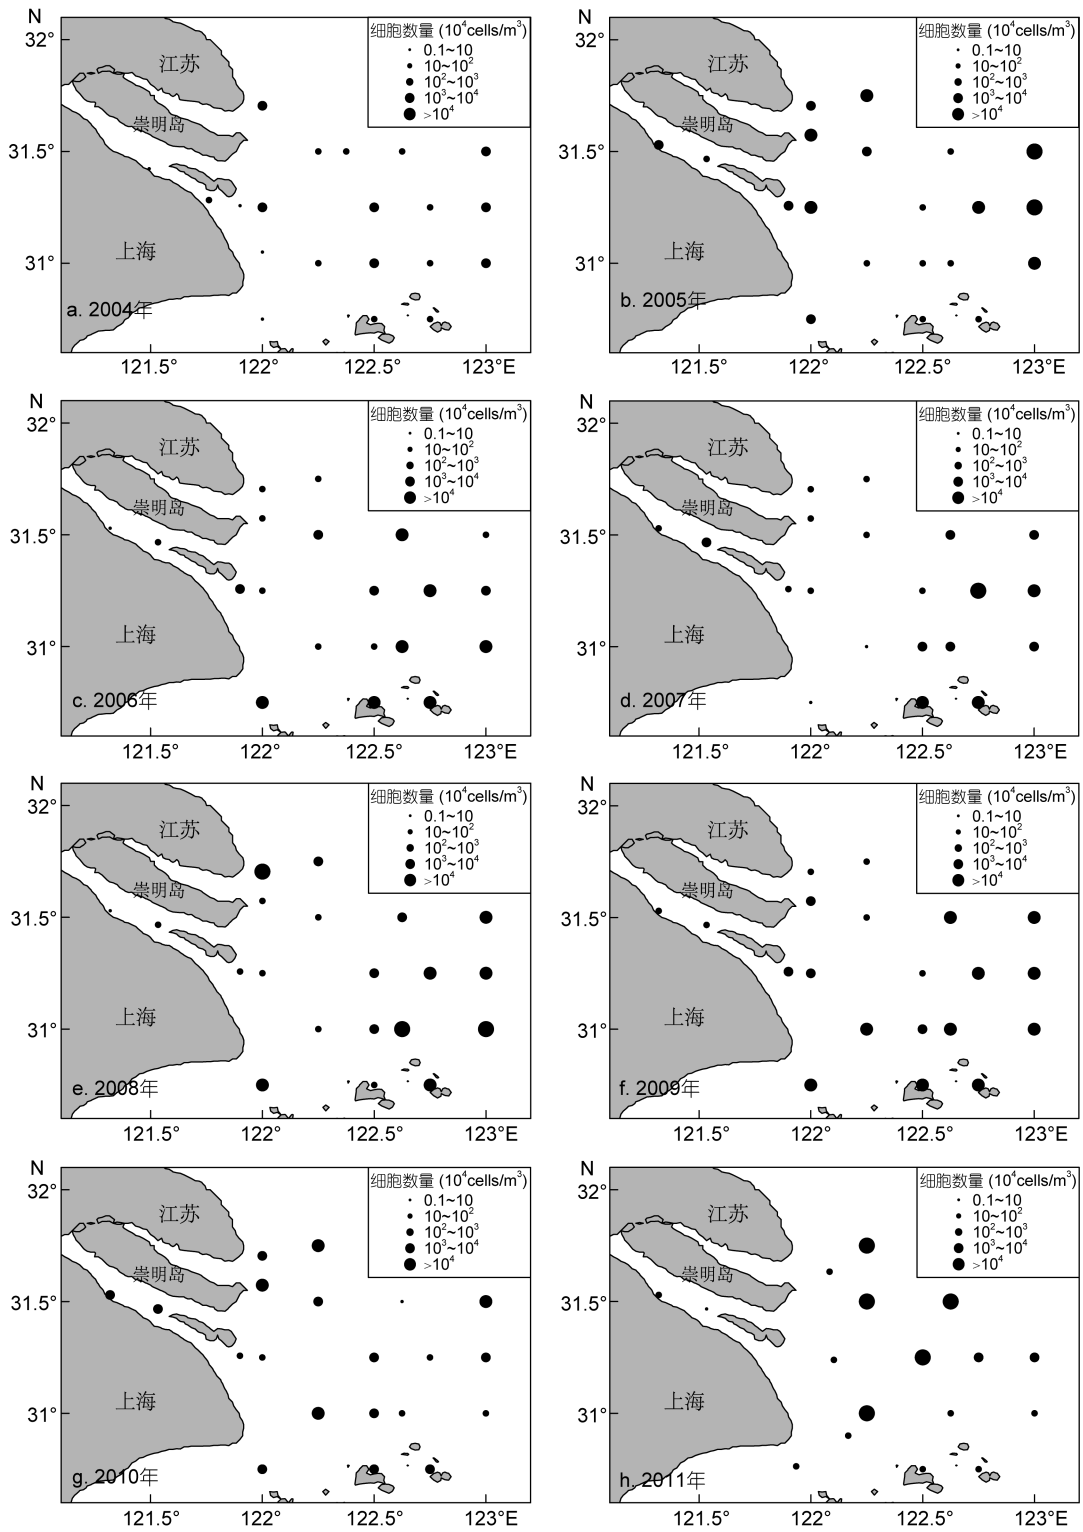 N
32°
31.5°
31°
江苏
崇明岛
上海
a. 2004年
细胞数量 (10⁴cells/m³)
0.1~10
10~10²
10²~10³
10³~10⁴
>10⁴
121.5°
122°
122.5°
123°E
N
32°
31.5°
31°
江苏
崇明岛
上海
b. 2005年
细胞数量 (10⁴cells/m³)
0.1~10
10~10²
10²~10³
10³~10⁴
>10⁴
121.5°
122°
122.5°
123°E
N
32°
31.5°
31°
江苏
崇明岛
上海
c. 2006年
细胞数量 (10⁴cells/m³)
0.1~10
10~10²
10²~10³
10³~10⁴
>10⁴
121.5°
122°
122.5°
123°E
N
32°
31.5°
31°
江苏
崇明岛
上海
d. 2007年
细胞数量 (10⁴cells/m³)
0.1~10
10~10²
10²~10³
10³~10⁴
>10⁴
121.5°
122°
122.5°
123°E
N
32°
31.5°
31°
江苏
崇明岛
上海
e. 2008年
细胞数量 (10⁴cells/m³)
0.1~10
10~10²
10²~10³
10³~10⁴
>10⁴
121.5°
122°
122.5°
123°E
N
32°
31.5°
31°
江苏
崇明岛
上海
f. 2009年
细胞数量 (10⁴cells/m³)
0.1~10
10~10²
10²~10³
10³~10⁴
>10⁴
121.5°
122°
122.5°
123°E
N
32°
31.5°
31°
江苏
崇明岛
上海
g. 2010年
细胞数量 (10⁴cells/m³)
0.1~10
10~10²
10²~10³
10³~10⁴
>10⁴
121.5°
122°
122.5°
123°E
N
32°
31.5°
31°
江苏
崇明岛
上海
h. 2011年
细胞数量 (10⁴cells/m³)
0.1~10
10~10²
10²~10³
10³~10⁴
>10⁴
121.5°
122°
122.5°
123°E